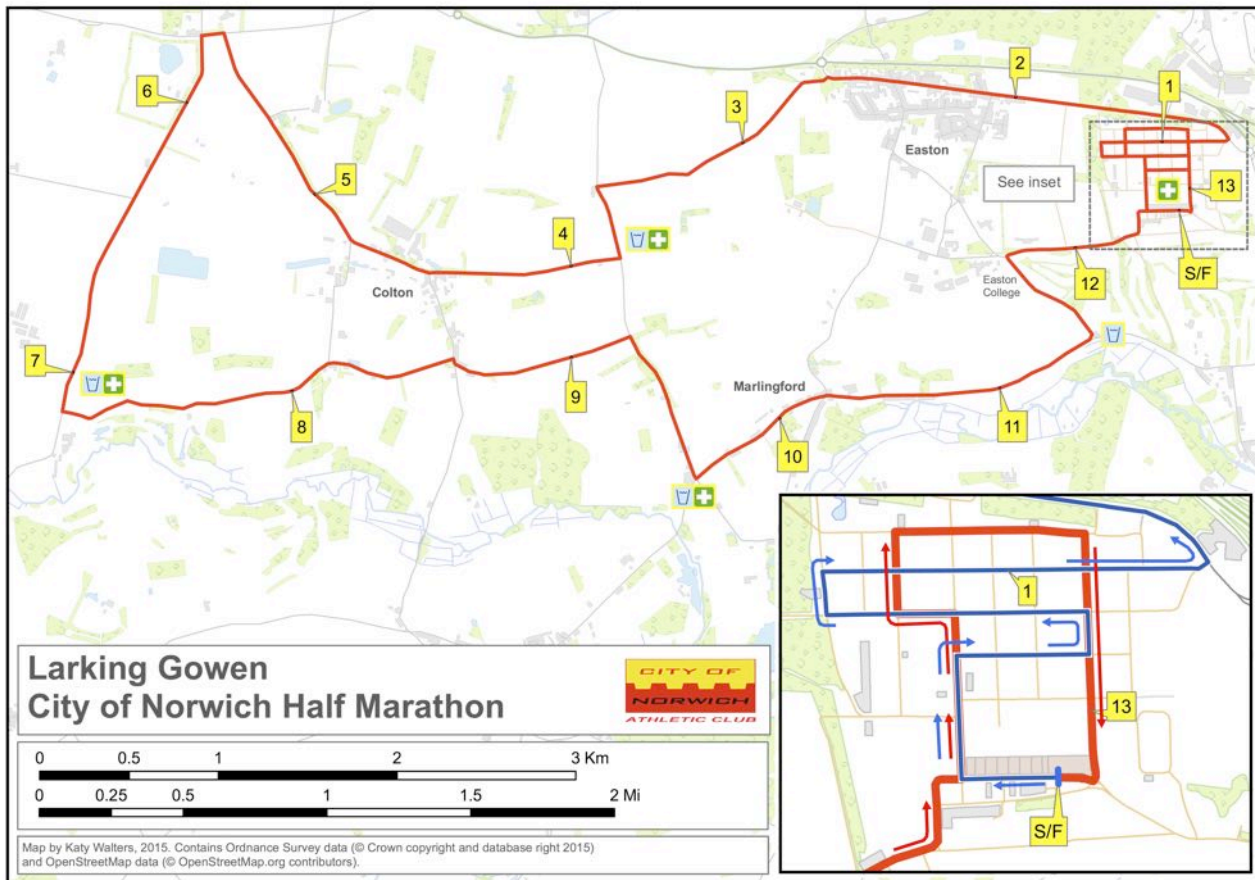 6
2
1
3
Easton
5
See inset
13
4
S/F
12
Colton
Easton
College
7
9
Marlingford
8
11
10
1
13
S/F
Larking Gowen
City of Norwich Half Marathon
CITY OF
NORWICH
ATHLETIC CLUB
0 0.5 1 2 3 Km
0 0.25 0.5 1 1.5 2 Mi
Map by Katy Walters, 2015. Contains Ordnance Survey data (© Crown copyright and database right 2015)
and OpenStreetMap data (© OpenStreetMap.org contributors).